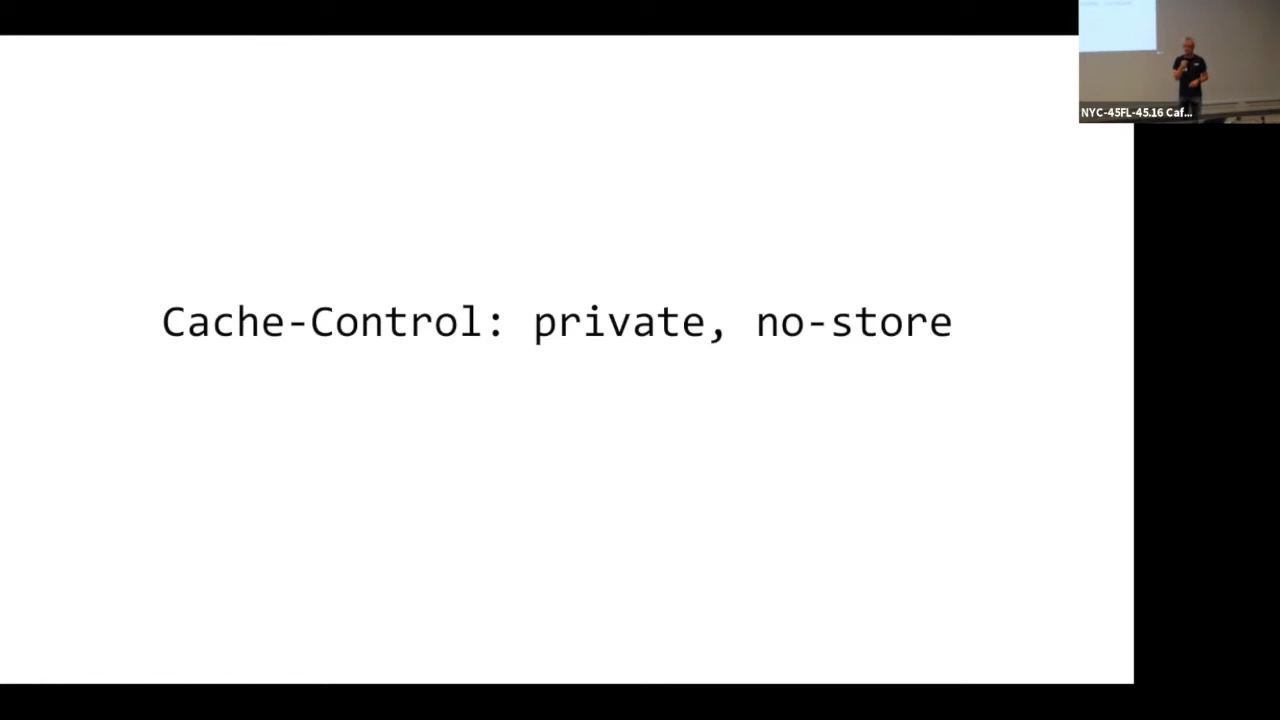 Cache-Control: private, no-store
NYC-45FL-45.16 Caf...